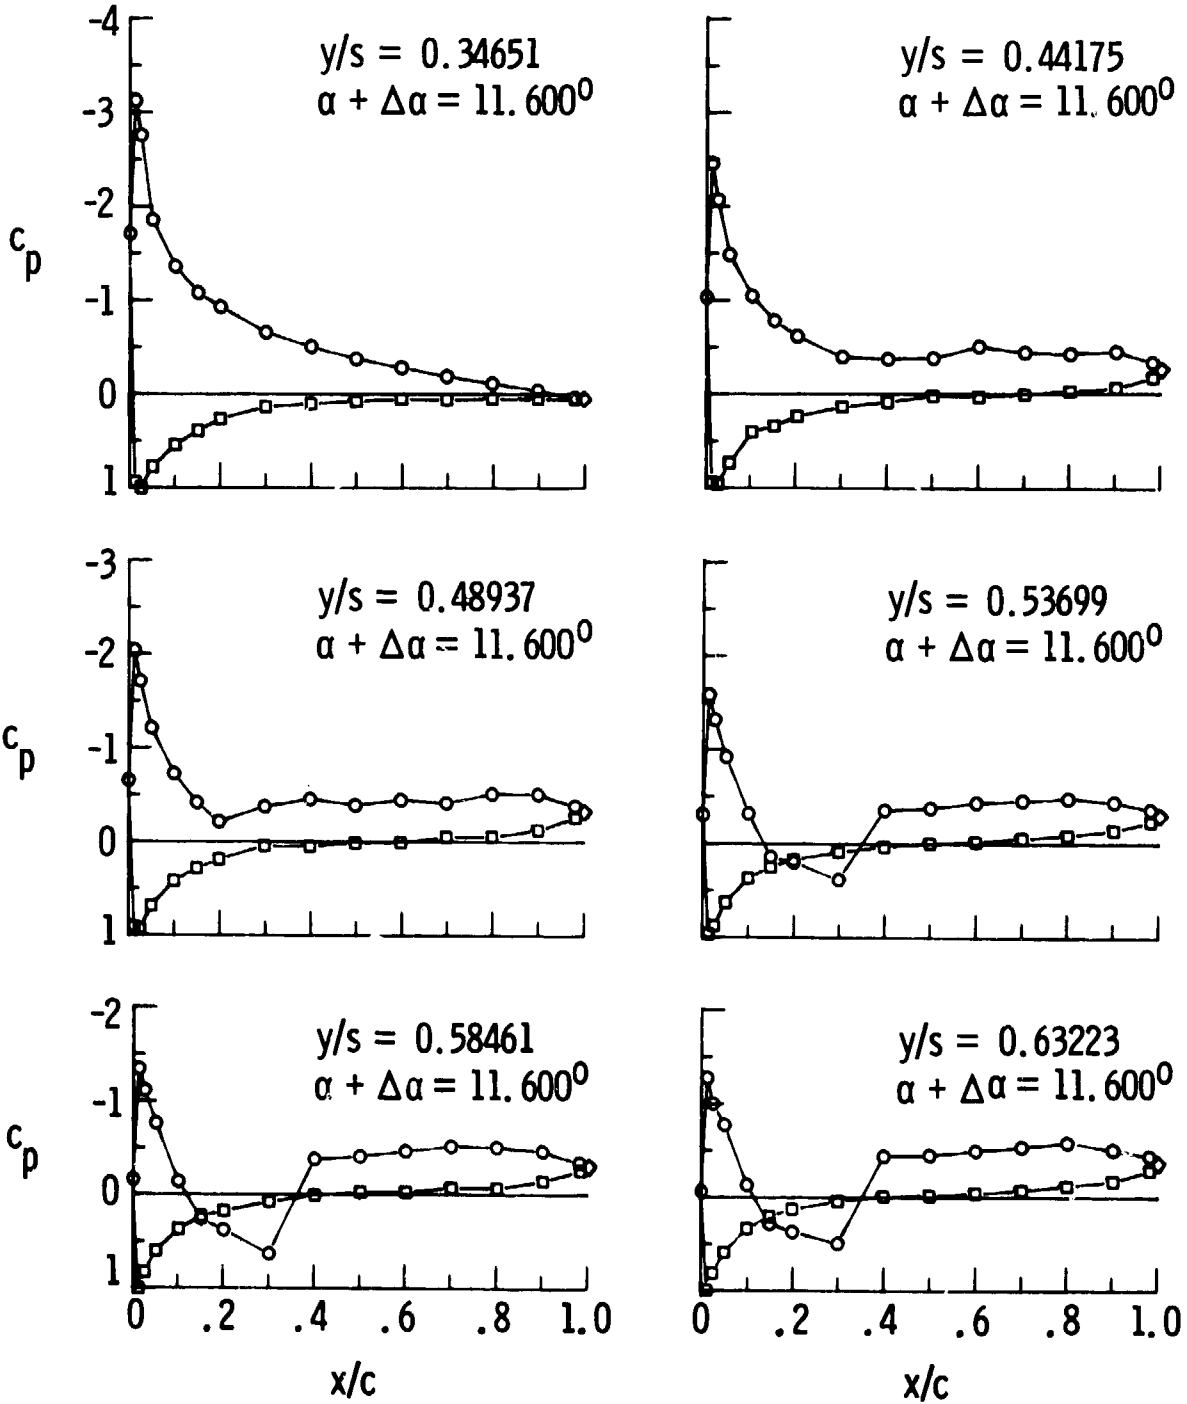 -4
y/s = 0.34651
α + Δα = 11.600⁰
-3
-2
c_p
-1
0
1
y/s = 0.44175
α + Δα = 11.600⁰
-3
y/s = 0.48937
α + Δα = 11.600⁰
-2
-1
c_p
0
1
y/s = 0.53699
α + Δα = 11.600⁰
-2
y/s = 0.58461
α + Δα = 11.600⁰
-1
c_p
0
1
0 .2 .4 .6 .8 1.0
x/c
y/s = 0.63223
α + Δα = 11.600⁰
0 .2 .4 .6 .8 1.0
x/c